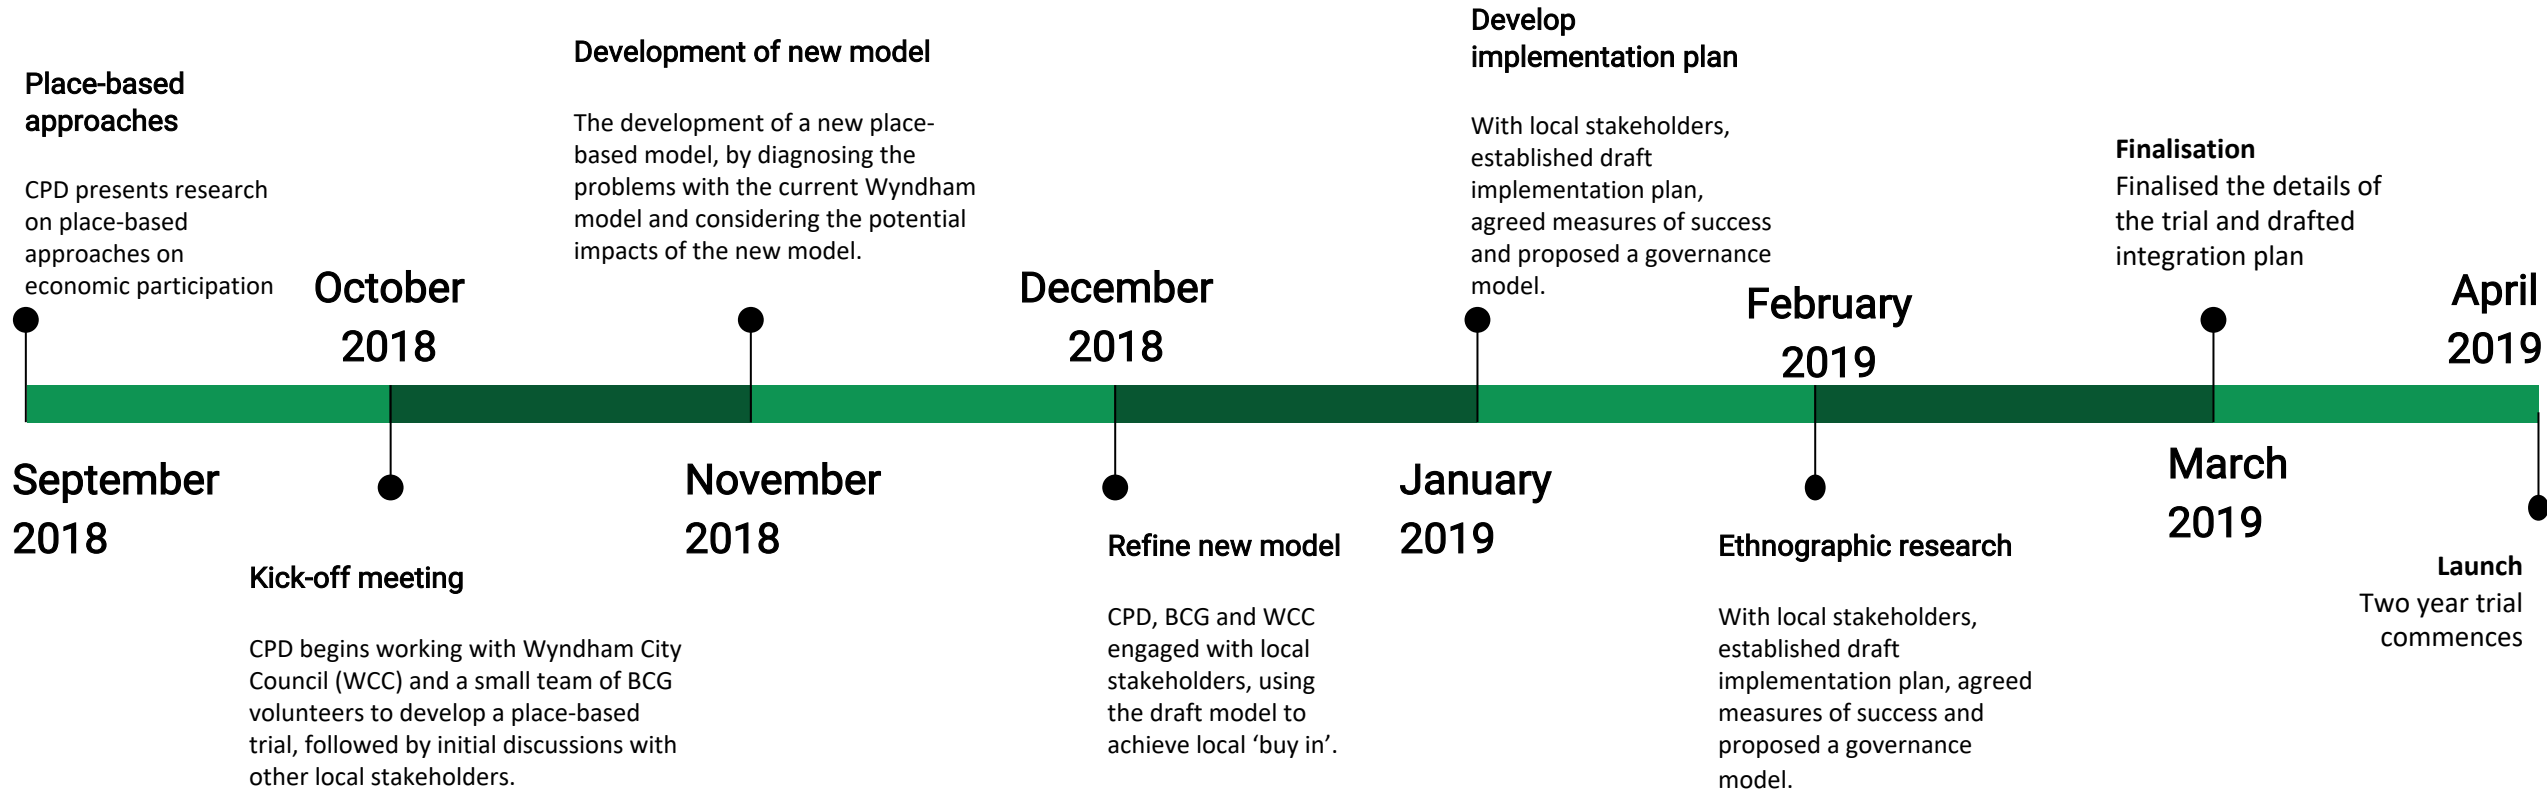 Place-based
approaches
CPD presents research
on place-based
approaches on
economic participation
September
2018
October
2018
Kick-off meeting
CPD begins working with Wyndham City
Council (WCC) and a small team of BCG
volunteers to develop a place-based
trial, followed by initial discussions with
other local stakeholders.
Development of new model
The development of a new place-
based model, by diagnosing the
problems with the current Wyndham
model and considering the potential
impacts of the new model.
November
2018
December
2018
Refine new model
CPD, BCG and WCC
engaged with local
stakeholders, using
the draft model to
achieve local ‘buy in’.
Develop
implementation plan
With local stakeholders,
established draft
implementation plan,
agreed measures of success
and proposed a governance
model.
January
2019
February
2019
Ethnographic research
With local stakeholders,
established draft
implementation plan, agreed
measures of success and
proposed a governance
model.
Finalisation
Finalised the details of
the trial and drafted
integration plan
March
2019
April
2019
Launch
Two year trial
commences